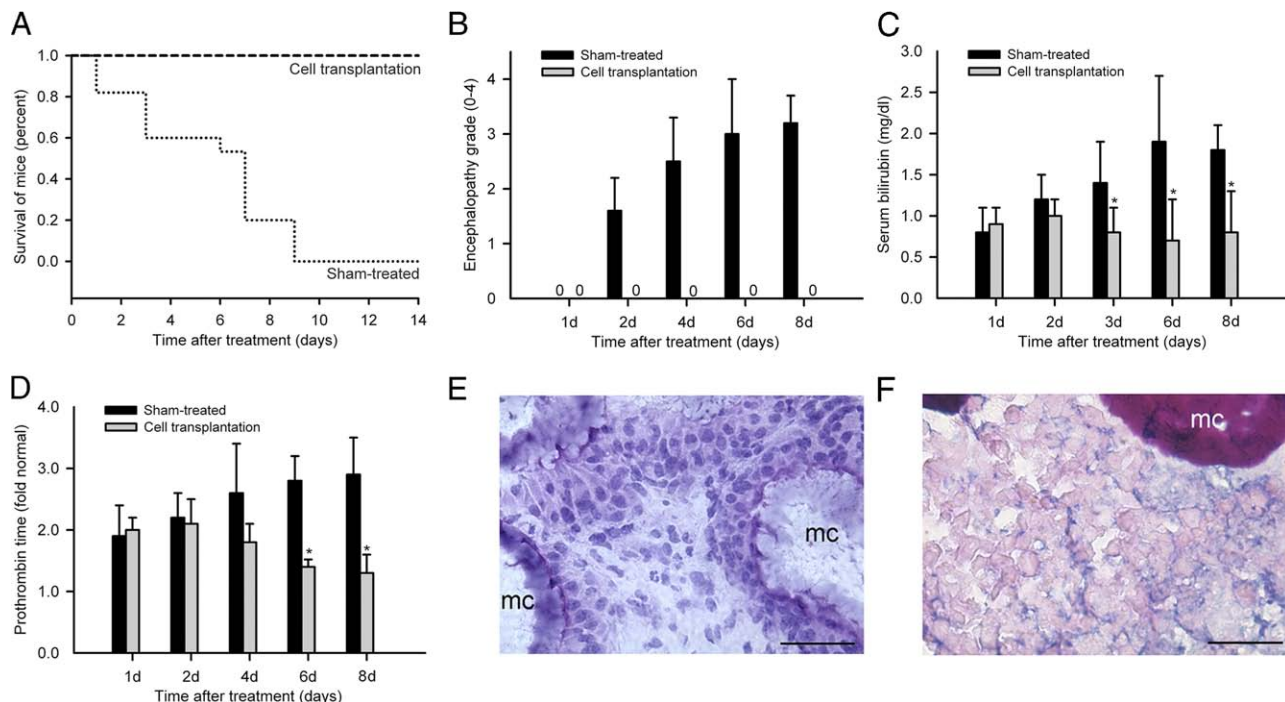 A
Survival of mice (percent)
1.0
0.8
0.6
0.4
0.2
0.0
Cell transplantation
Sham-treated
0 2 4 6 8 10 12 14
Time after treatment (days)
B
Sham-treated
Cell transplantation
Encephalopathy grade (0-4)
4
3
2
1
0
0 0 0 0 0 0
1d 2d 4d 6d 8d
Time after treatment (days)
C
Sham-treated
Cell transplantation
Serum bilirubin (mg/dl)
3.0
2.5
2.0
1.5
1.0
0.5
0.0
* * *
1d 2d 3d 6d 8d
Time after treatment (days)
D
Sham-treated
Cell transplantation
Prothrombin time (fold normal)
4.0
3.0
2.0
1.0
0.0
* *
1d 2d 4d 6d 8d
Time after treatment (days)
E
mc
mc
F
mc